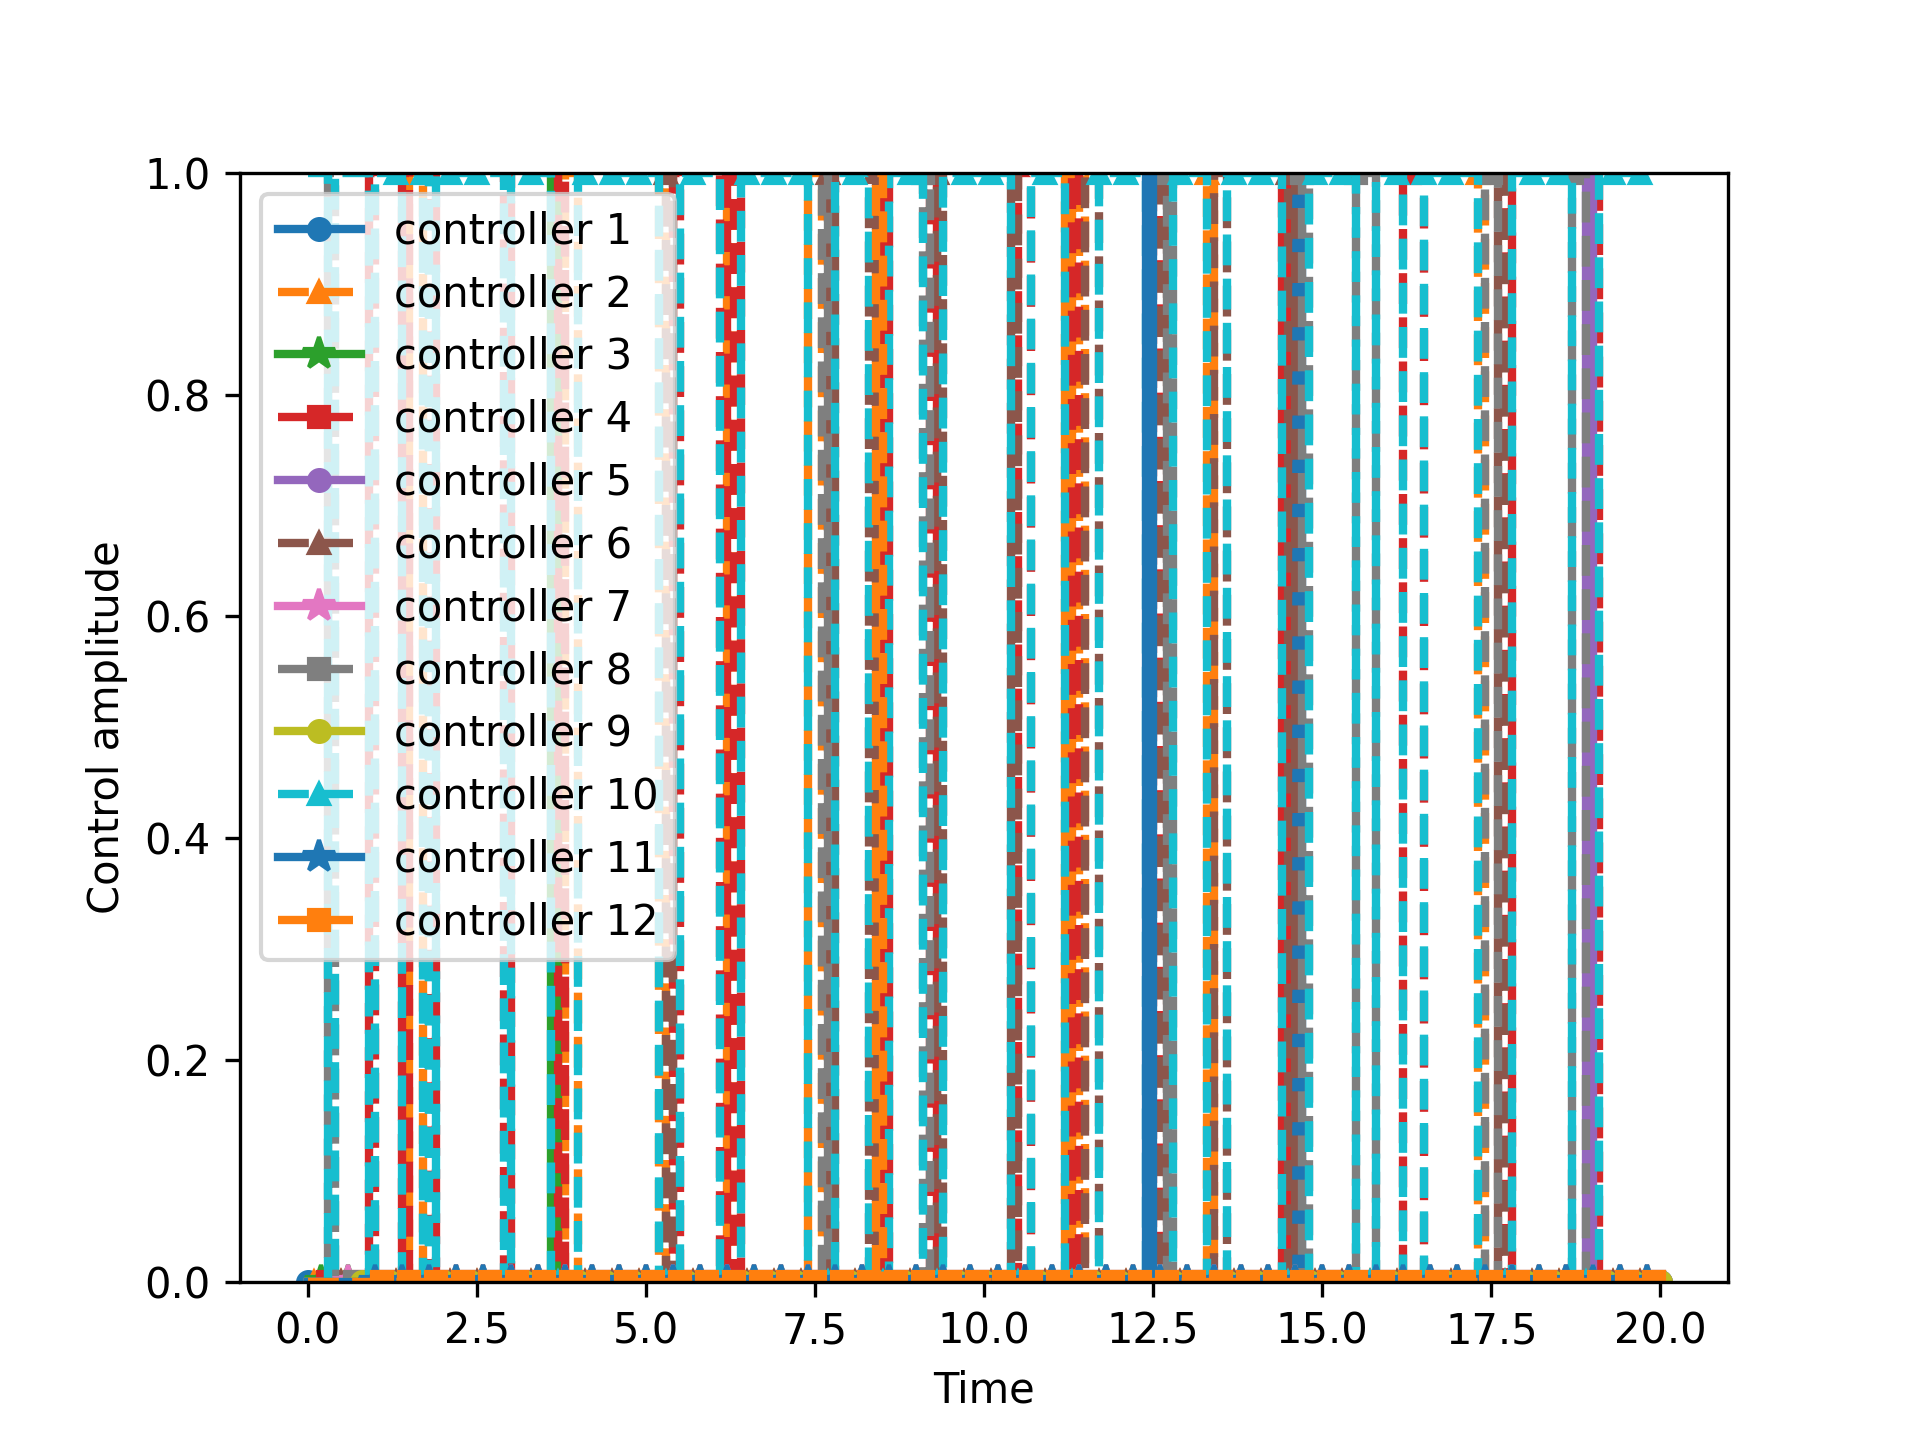 1.0
0.8
0.6
0.4
0.2
0.0
Control amplitude
controller 1
controller 2
controller 3
controller 4
controller 5
controller 6
controller 7
controller 8
controller 9
controller 10
controller 11
controller 12
0.0 2.5 5.0 7.5 10.0 12.5 15.0 17.5 20.0
Time